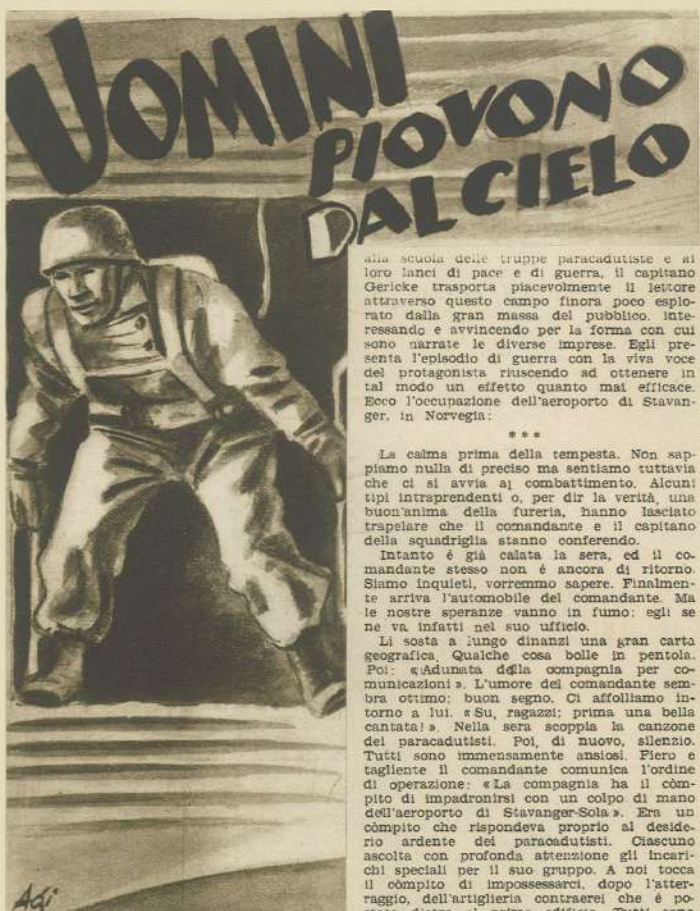 UOMINI
PIOVONO
DAL CIELO
alla scuola delle truppe paracadutiste e ai
loro lanci di pace e di guerra, il capitano
Gericke trasporta piacevolmente il lettore
attraverso questo campo finora poco esplo-
rato dalla gran massa del pubblico, inte-
ressando e avvincendo per la forma con cui
sono narrate le diverse imprese. Egli pre-
senta l'episodio di guerra con la viva voce
del protagonista riuscendo ad ottenere in
tal modo un effetto quanto mai efficace.
Ecco l'occupazione dell'aeroporto di Stavan-
ger, in Norvegia:
* * *
La calma prima della tempesta. Non sap-
piamo nulla di preciso ma sentiamo tuttavia
che ci si avvia al combattimento. Alcuni
tipi intraprendenti o, per dir la verità, una
buon'anima della fureria, hanno lasciato
trapelare che il comandante e il capitano
della squadriglia stanno conferendo.
Intanto è già calata la sera, ed il co-
mandante stesso non è ancora di ritorno.
Siamo inquieti, vorremmo sapere. Finalmen-
te arriva l'automobile del comandante. Ma
le nostre speranze vanno in fumo: egli se
ne va infatti nel suo ufficio.
Lì sosta a lungo dinanzi una gran carta
geografica. Qualche cosa bolle in pentola.
Poi: «Adunata della compagnia per co-
municazioni». L'umore del comandante sem-
bra ottimo; buon segno. Ci affolliamo in-
torno a lui. «Su, ragazzi; prima una bella
cantata!». Nella sera scoppia la canzone
dei paracadutisti. Poi, di nuovo, silenzio.
Tutti sono immensamente ansiosi. Fiero e
tagliente il comandante comunica l'ordine
di operazione: «La compagnia ha il còm-
pito di impadronirsi con un colpo di mano
dell'aeroporto di Stavanger-Sola». Era un
còmpito che rispondeva proprio al deside-
rio ardente dei paracadutisti. Ciascuno
ascolta con profonda attenzione gli incari-
chi speciali per il suo gruppo. A noi tocca
il còmpito di impossessarci, dopo l'atter-
raggio, dell'artiglieria contraerei che è po-
Adi